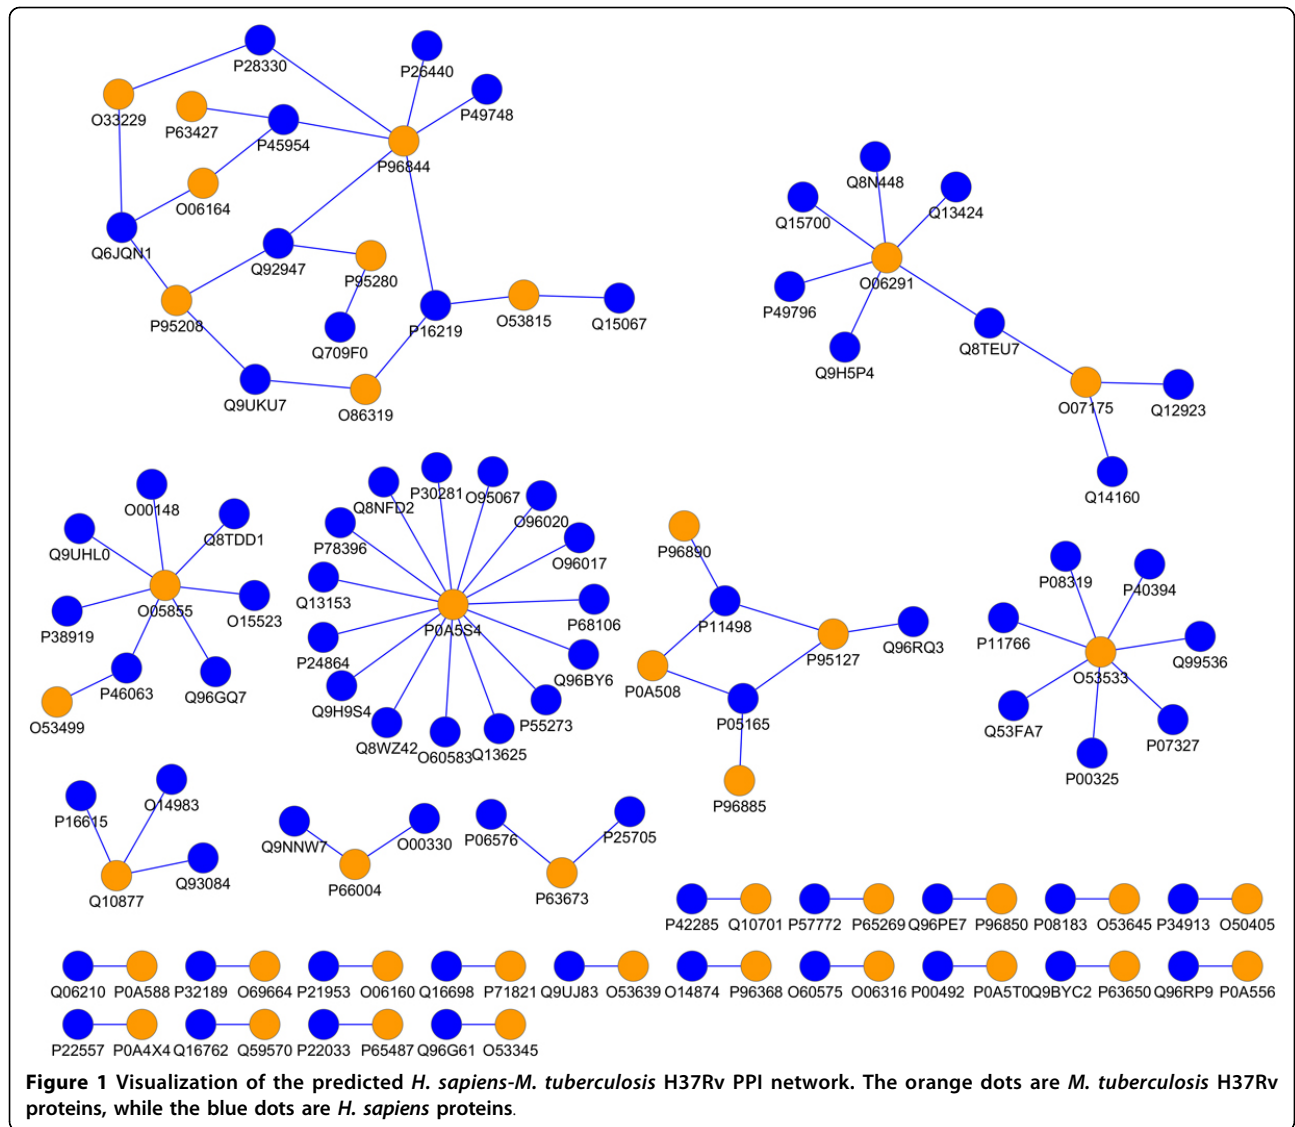 P28330
P26440
P49748
O33229
P63427
P45954
P96844
O06164
Q6JQN1
Q92947
P95280
P95208
Q709F0
P16219
O53815
Q15067
Q9UKU7
O86319
Q8N448
Q13424
Q15700
O06291
P49796
Q8TEU7
Q9H5P4
O07175
Q12923
Q14160
O00148
Q8TDD1
Q9UHL0
O05855
O15523
P38919
P46063
Q96GQ7
O53499
P30281
O95067
Q8NFD2
O96020
P78396
O96017
Q13153
P68106
P0A5S4
P24864
Q96BY6
Q9H9S4
P55273
Q8WZ42
O60583
Q13625
P96890
P11498
P95127
Q96RQ3
P0A508
P05165
P96885
P08319
P40394
P11766
Q99536
O53533
Q53FA7
P07327
P00325
P16615
O14983
Q93084
Q10877
Q9NNW7
O00330
P66004
P06576
P25705
P63673
P42285 Q10701 P57772 P65269 Q96PE7 P96850 P08183 O53645 P34913 O50405
Q06210 P0A588 P32189 O69664 P21953 O06160 Q16698 P71821 Q9UJ83 O53639 O14874 P96368 O60575 O06316 P00492 P0A5T0 Q9BYC2 P63650 Q96RP9 P0A556
P22557 P0A4X4 Q16762 Q59570 P22033 P65487 Q96G61 O53345
Figure 1 Visualization of the predicted H. sapiens-M. tuberculosis H37Rv PPI network. The orange dots are M. tuberculosis H37Rv
proteins, while the blue dots are H. sapiens proteins.